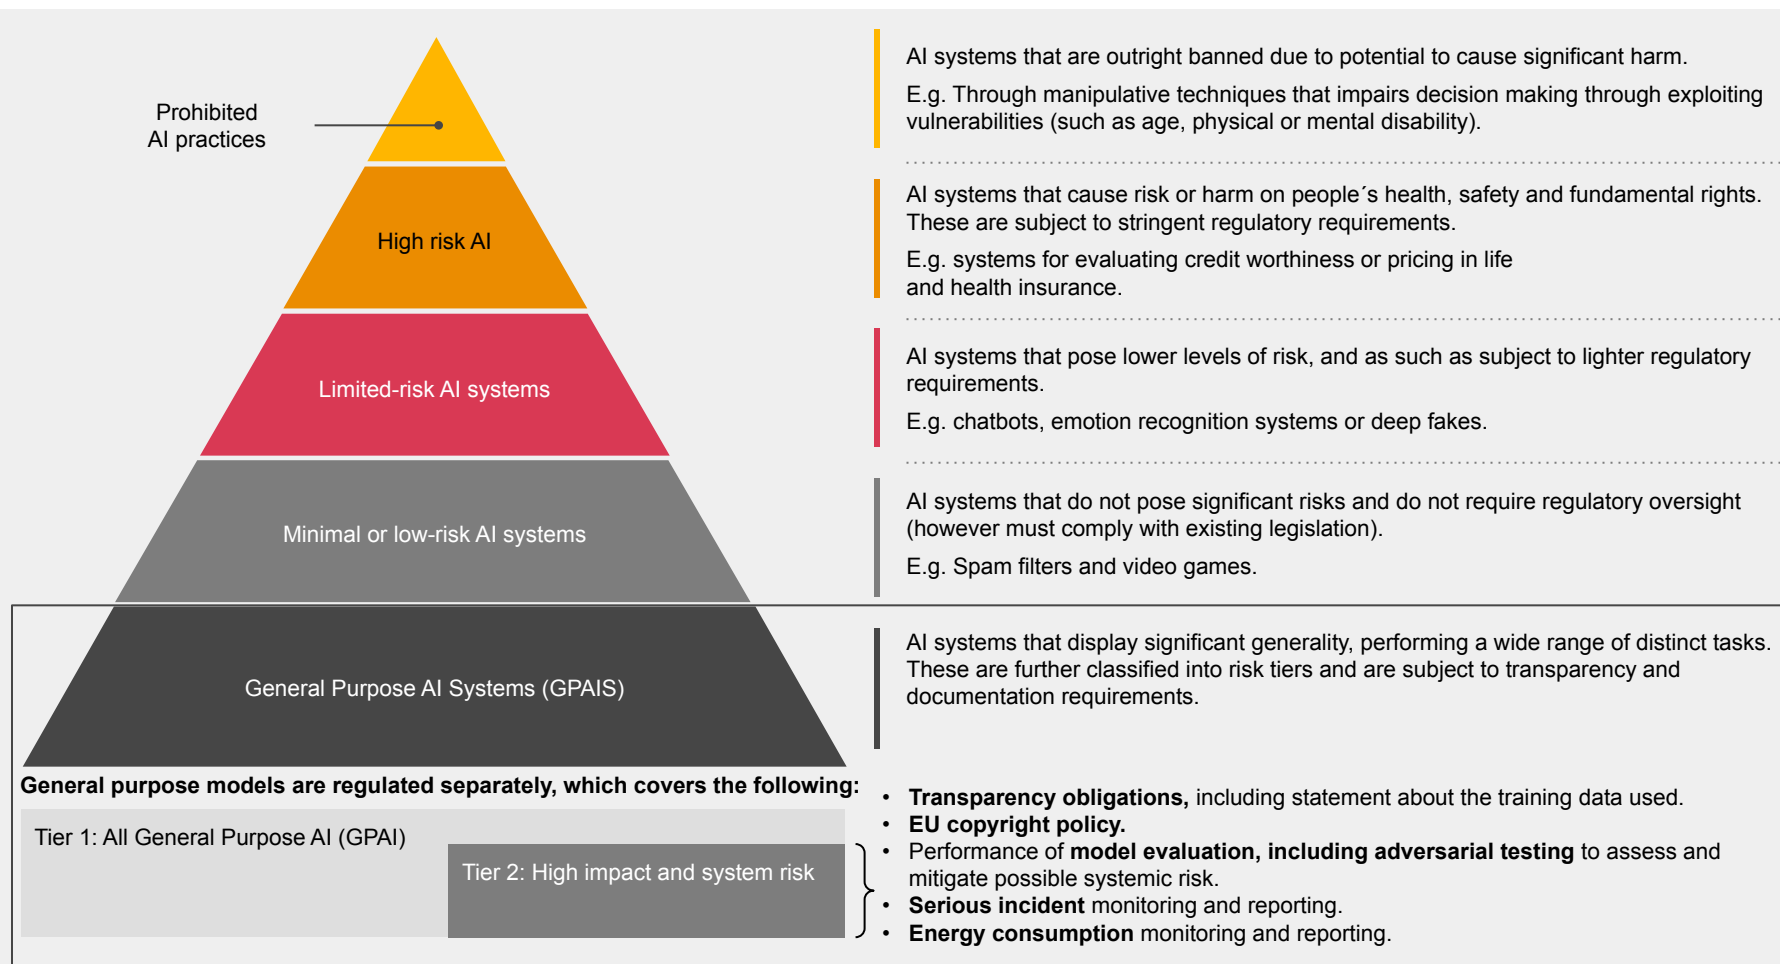 Prohibited
AI practices
AI systems that are outright banned due to potential to cause significant harm.
E.g. Through manipulative techniques that impairs decision making through exploiting
vulnerabilities (such as age, physical or mental disability).
High risk AI
AI systems that cause risk or harm on people´s health, safety and fundamental rights.
These are subject to stringent regulatory requirements.
E.g. systems for evaluating credit worthiness or pricing in life
and health insurance.
Limited-risk AI systems
AI systems that pose lower levels of risk, and as such as subject to lighter regulatory
requirements.
E.g. chatbots, emotion recognition systems or deep fakes.
Minimal or low-risk AI systems
AI systems that do not pose significant risks and do not require regulatory oversight
(however must comply with existing legislation).
E.g. Spam filters and video games.
General Purpose AI Systems (GPAIS)
AI systems that display significant generality, performing a wide range of distinct tasks.
These are further classified into risk tiers and are subject to transparency and
documentation requirements.
General purpose models are regulated separately, which covers the following:
Tier 1: All General Purpose AI (GPAI)
Tier 2: High impact and system risk
• Transparency obligations, including statement about the training data used.
• EU copyright policy.
• Performance of model evaluation, including adversarial testing to assess and
mitigate possible systemic risk.
• Serious incident monitoring and reporting.
• Energy consumption monitoring and reporting.